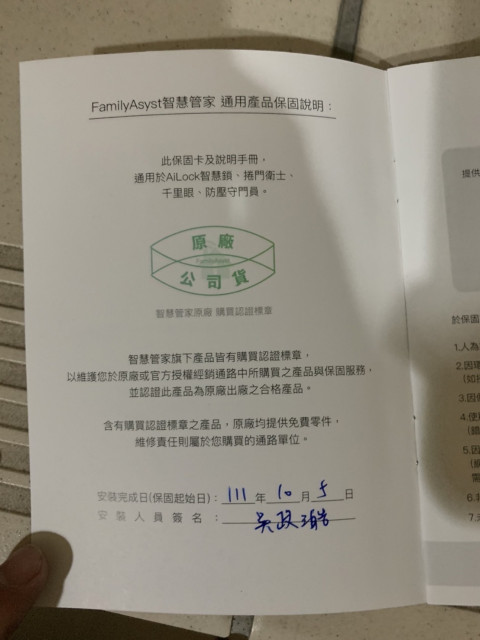 FamilyAsyst智慧管家 通用產品保固說明：
此保固卡及說明手冊，
通用於AiLock智慧鎖、捲門衛士、
千里眼、防壓守門員。
原廠
FamilyAsyst
公司貨
智慧管家原廠 購買認證標章
智慧管家旗下產品皆有購買認證標章，
以維護您於原廠或官方授權經銷通路中所購買之產品與保固服務，
並認證此產品為原廠出廠之合格產品。
含有購買認證標章之產品，原廠均提供免費零件，
維修責任則屬於您購買的通路單位。
安裝完成日(保固起始日)：111年10月5日
安裝人員簽名：吳政皓
提供
於保固
1.人為
2.因環
(如
3.因
4.使
5.因
需
6.
7.